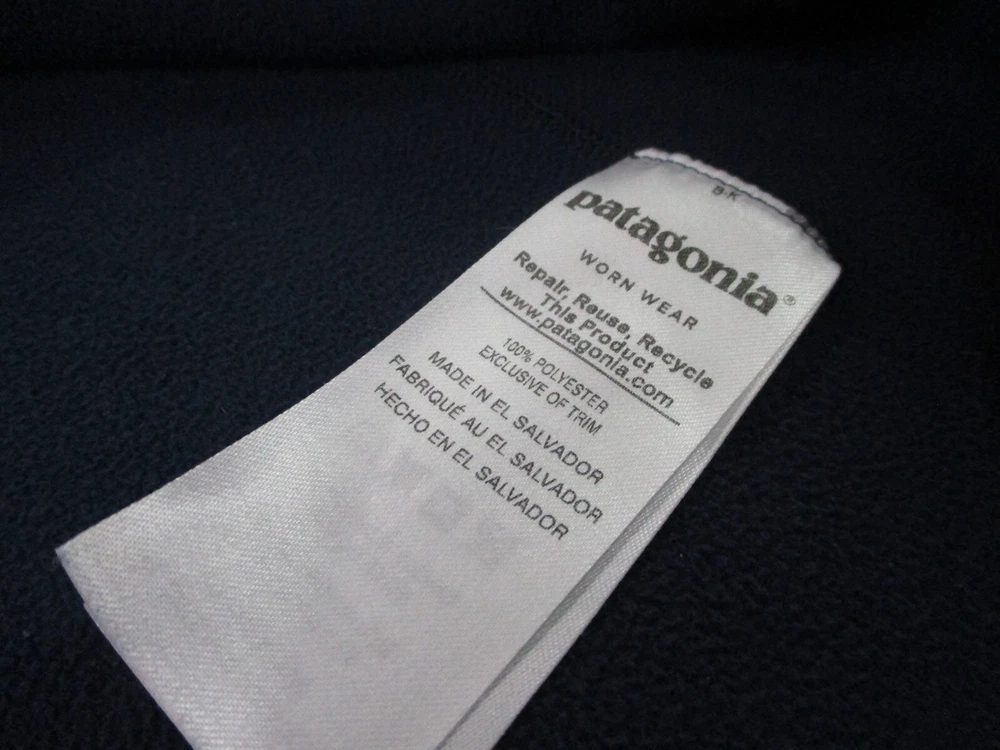 B-K
patagonia®
WORN WEAR
Repair, Reuse, Recycle
This Product
www.patagonia.com
100% POLYESTER
EXCLUSIVE OF TRIM
MADE IN EL SALVADOR
FABRIQUÉ AU EL SALVADOR
HECHO EN EL SALVADOR